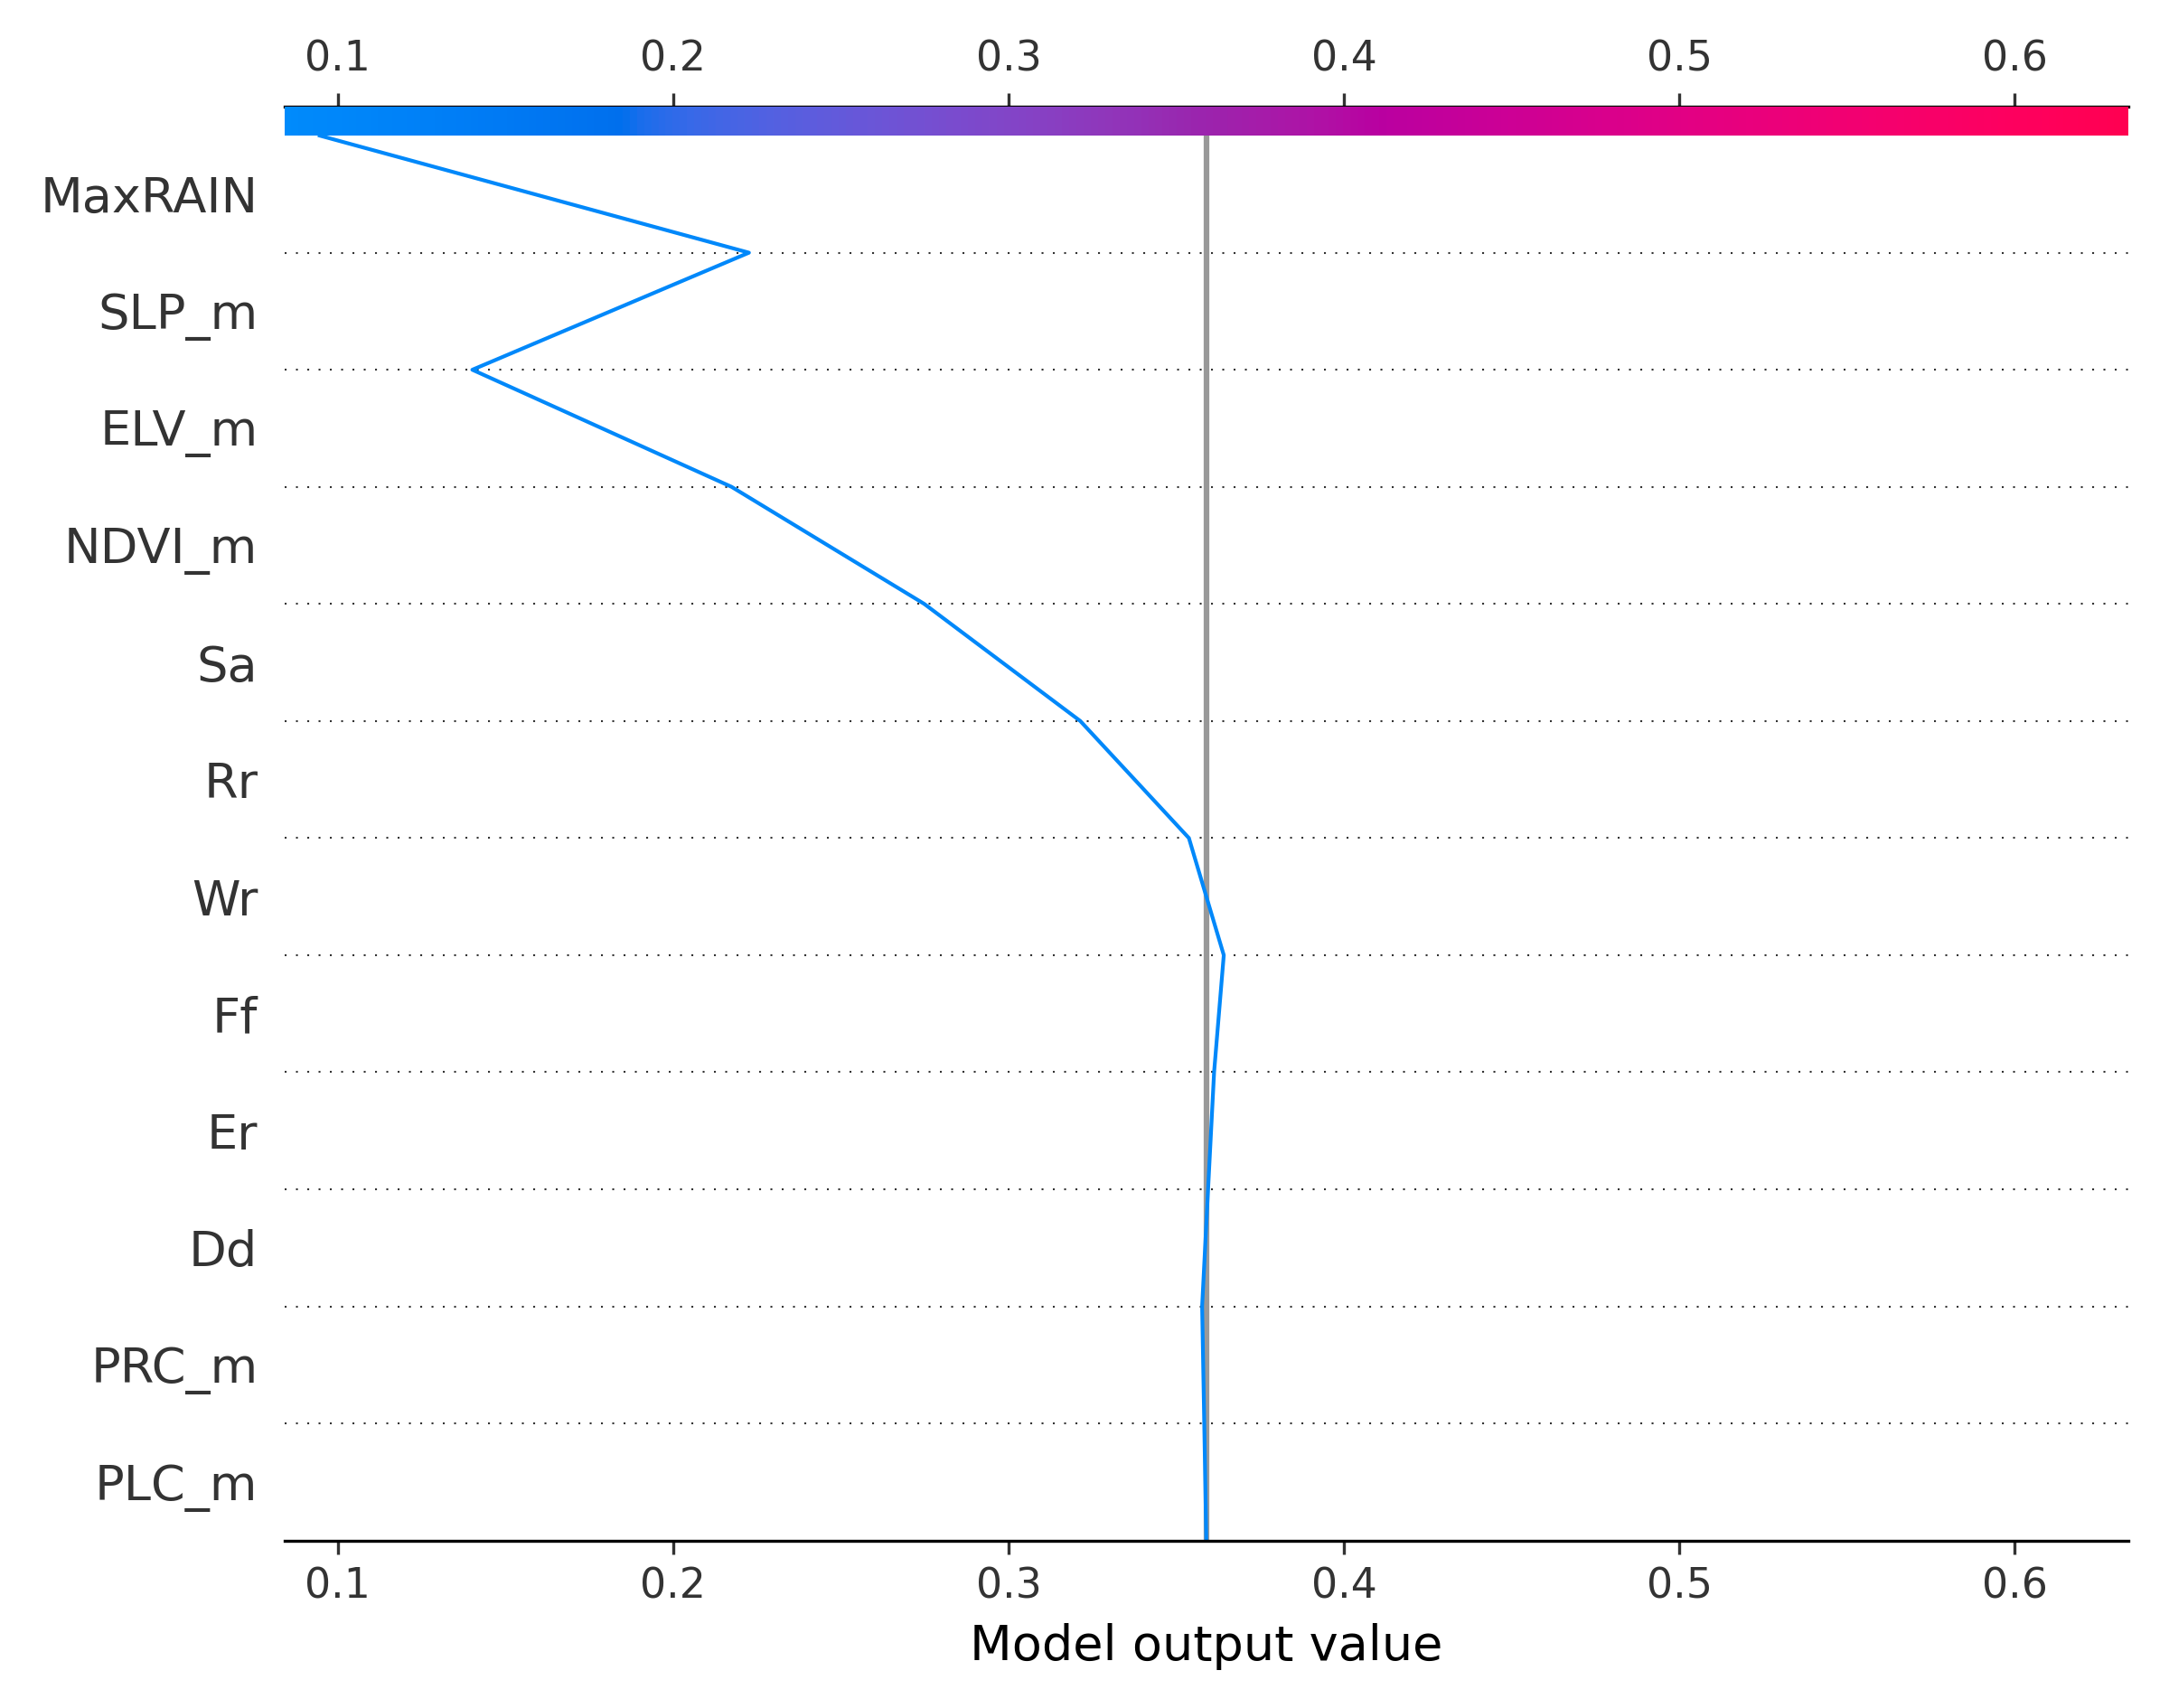 0.1 0.2 0.3 0.4 0.5 0.6
MaxRAIN
SLP_m
ELV_m
NDVI_m
Sa
Rr
Wr
Ff
Er
Dd
PRC_m
PLC_m
0.1 0.2 0.3 0.4 0.5 0.6
Model output value